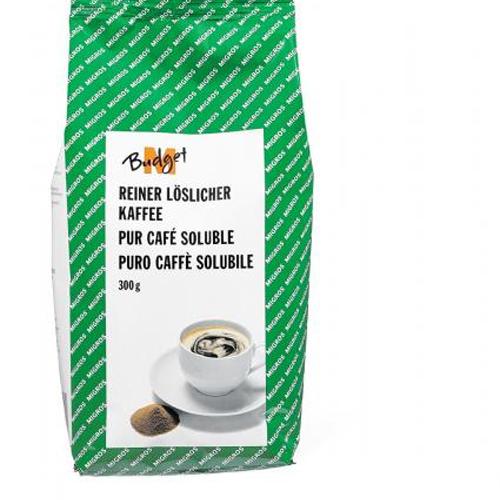 M Budget
REINER LÖSLICHER
KAFFEE
PUR CAFÉ SOLUBLE
PURO CAFFÈ SOLUBILE
300 g
MIGROS